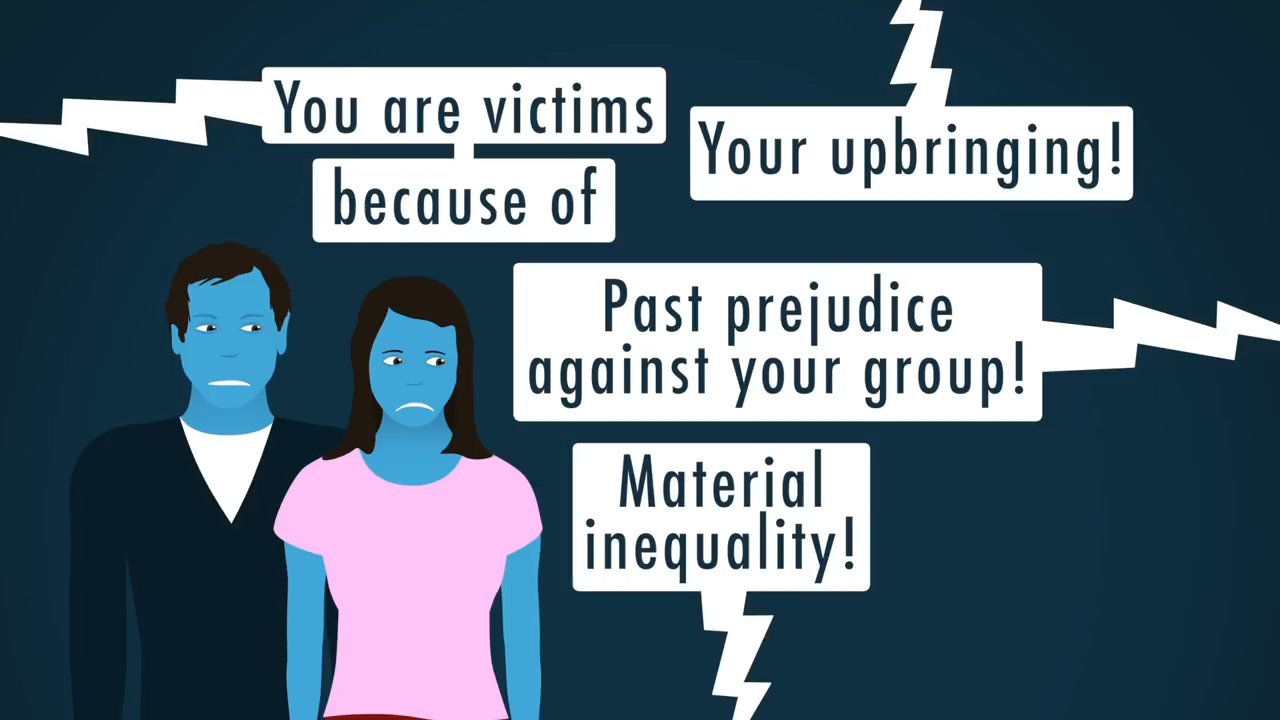 You are victims
because of
Your upbringing!
Past prejudice
against your group!
Material
inequality!